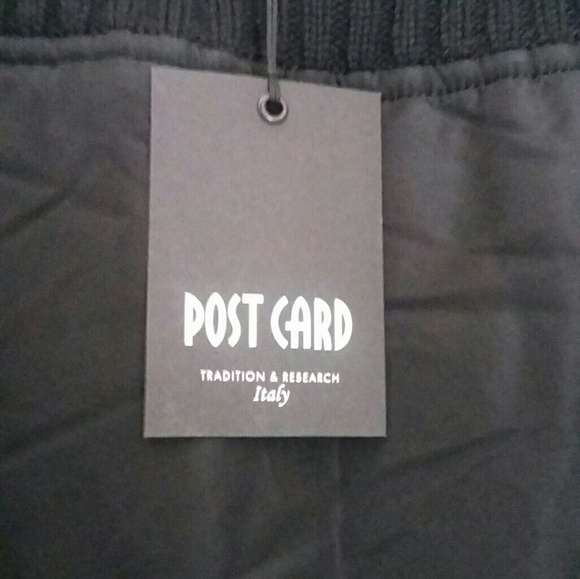 POST CARD
TRADITION & RESEARCH
Italy